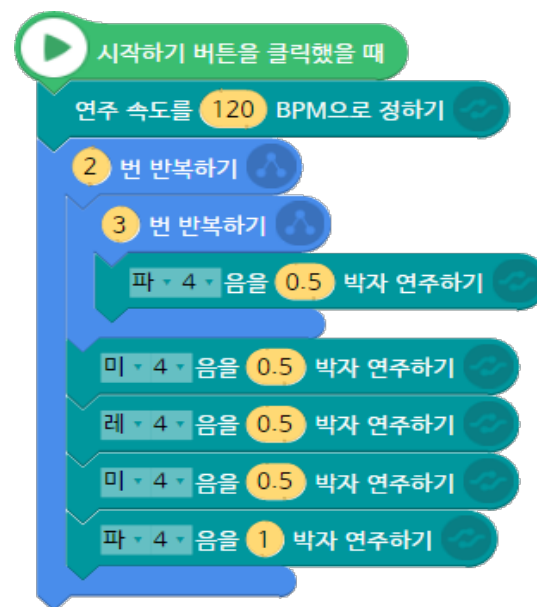 시작하기 버튼을 클릭했을 때
연주 속도를 120 BPM으로 정하기
2 번 반복하기
3 번 반복하기
파 4 음을 0.5 박자 연주하기
미 4 음을 0.5 박자 연주하기
레 4 음을 0.5 박자 연주하기
미 4 음을 0.5 박자 연주하기
파 4 음을 1 박자 연주하기